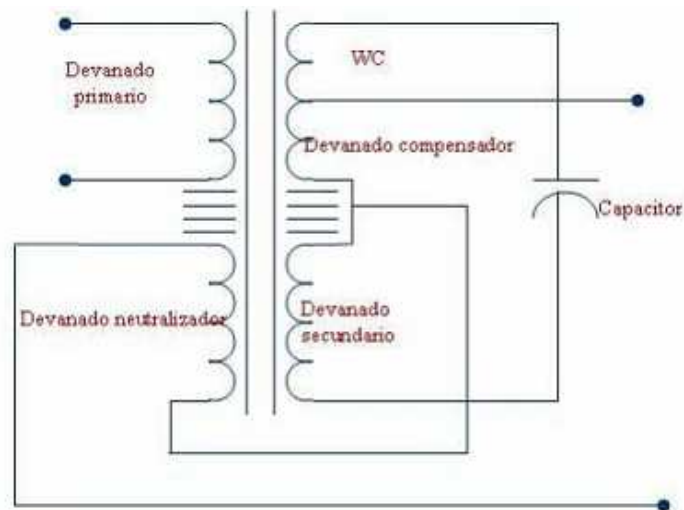 Devanado
primario
WC
Devanado compensador
Capacitor
Devanado neutralizador
Devanado
secundario